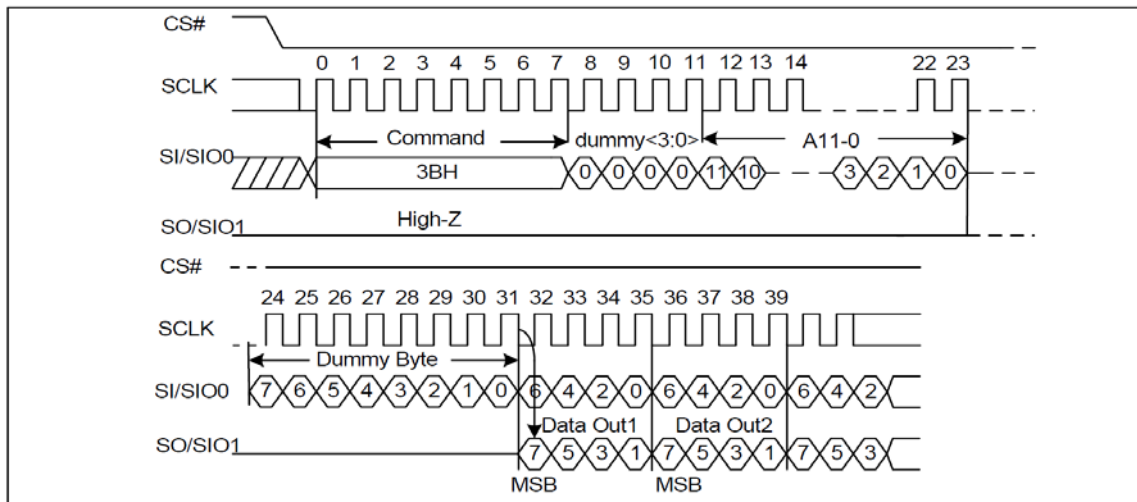 CS#
0 1 2 3 4 5 6 7 8 9 10 11 12 13 14 22 23
SCLK
Command dummy<3:0> A11-0
SI/SIO0
3BH 0 0 0 0 11 10 3 2 1 0
High-Z
SO/SIO1
CS#
24 25 26 27 28 29 30 31 32 33 34 35 36 37 38 39
SCLK
Dummy Byte
SI/SIO0 7 6 5 4 3 2 1 0 6 4 2 0 6 4 2 0 6 4 2
Data Out1 Data Out2
SO/SIO1
7 5 3 1 7 5 3 1 7 5 3
MSB MSB